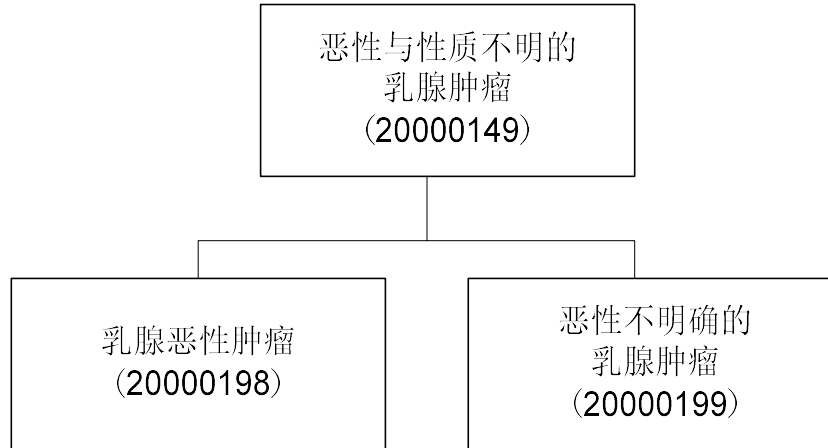 恶性与性质不明的
乳腺肿瘤
(20000149)
乳腺恶性肿瘤
(20000198)
恶性不明确的
乳腺肿瘤
(20000199)